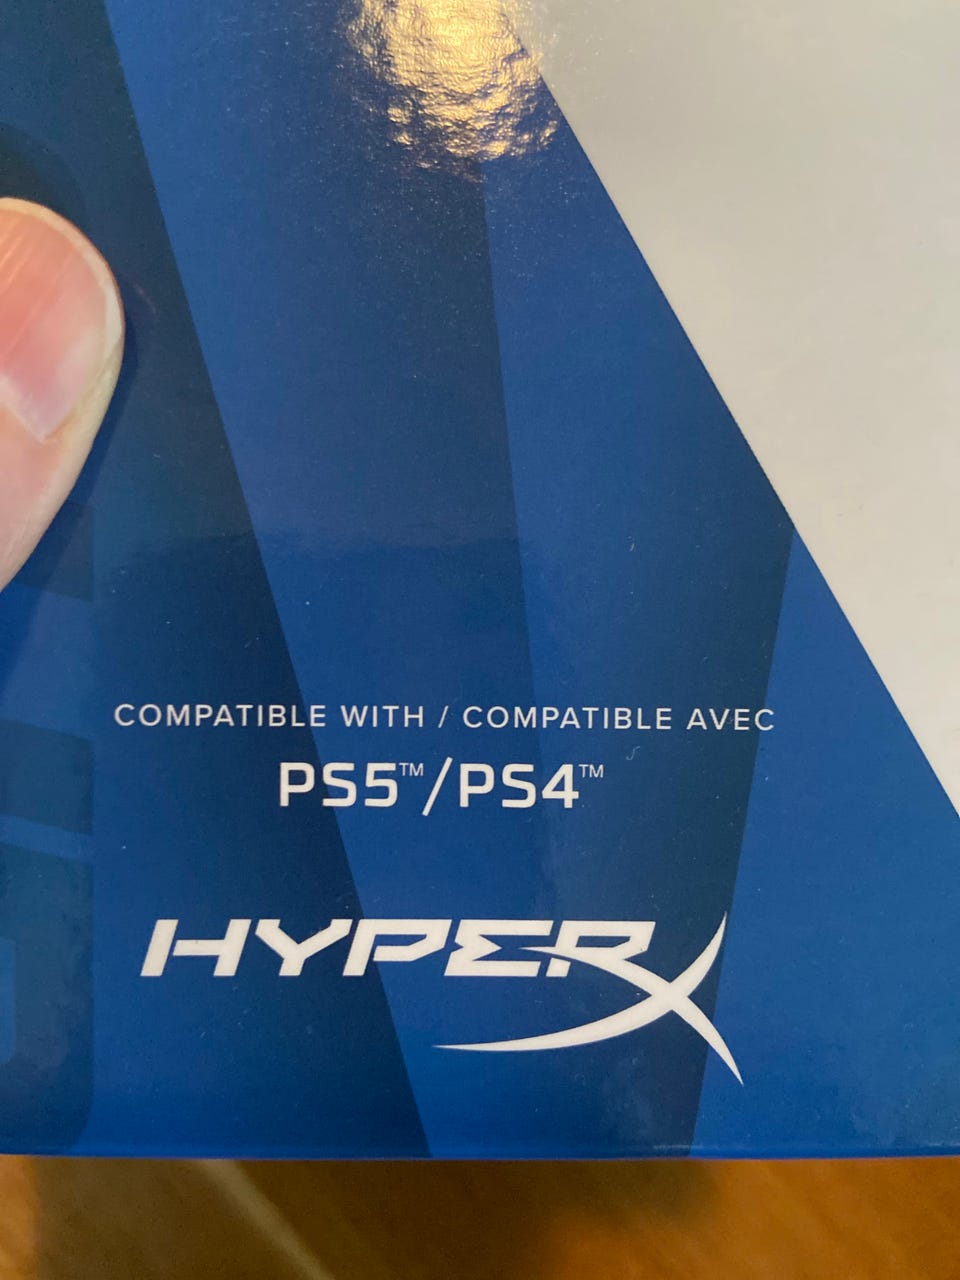 COMPATIBLE WITH / COMPATIBLE AVEC
PS5™/PS4™
HYPERX